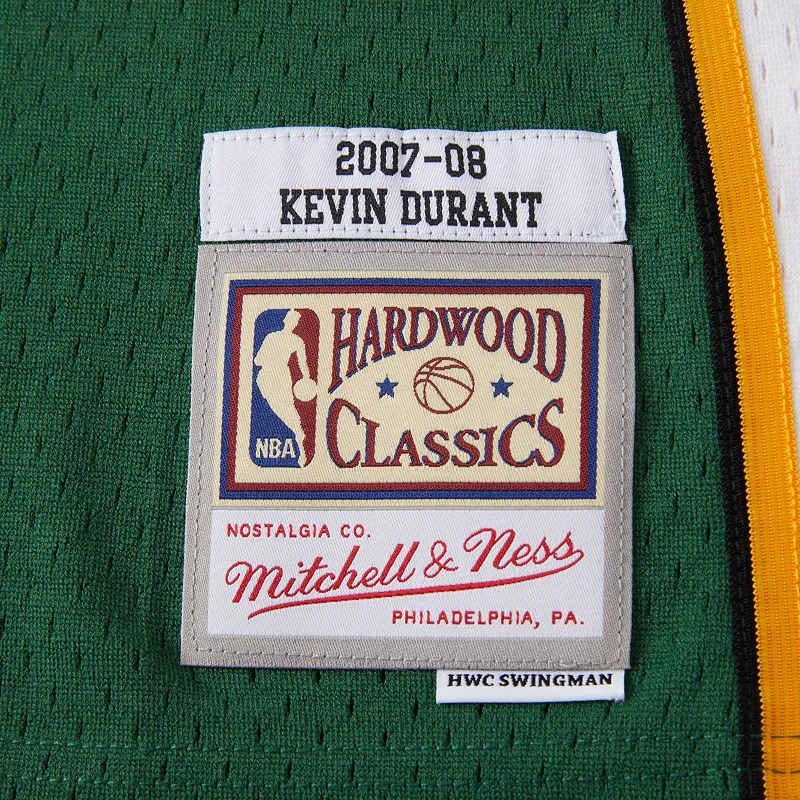 2007-08
KEVIN DURANT
HARDWOOD
CLASSICS
NBA
NOSTALGIA CO.
Mitchell & Ness
PHILADELPHIA, PA.
HWC SWINGMAN